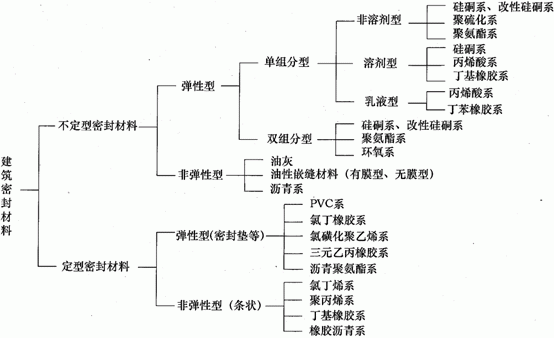 建筑密封材料
不定型密封材料
弹性型
单组分型
非溶剂型
硅酮系、改性硅酮系
聚硫化系
聚氨酯系
溶剂型
硅酮系
丙烯酸系
丁基橡胶系
乳液型
丙烯酸系
丁苯橡胶系
双组分型
硅酮系、改性硅酮系
聚氨酯系
环氧系
非弹性型
油灰
油性嵌缝材料（有膜型、无膜型）
沥青系
定型密封材料
弹性型(密封垫等)
PVC系
氯丁橡胶系
氯磺化聚乙烯系
三元乙丙橡胶系
沥青聚氨酯系
非弹性型（条状）
氯丁烯系
聚丙烯系
丁基橡胶系
橡胶沥青系